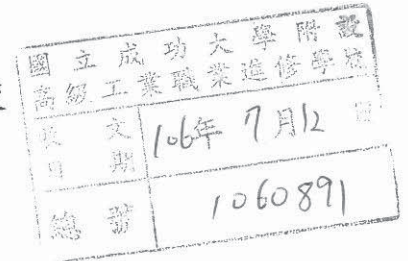 國立成功大學附設
高級工業職業進修學校
收文
日期
106年7月12日
總號
1060891